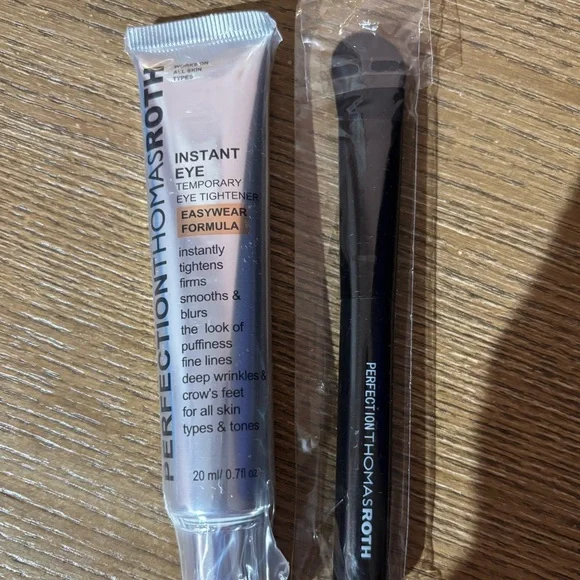 WORKS ON
ALL SKIN
TYPES
PERFECTIONTHOMASROTH
INSTANT
EYE
TEMPORARY
EYE TIGHTENER
EASYWEAR
FORMULA
instantly
tightens
firms
smooths &
blurs
the look of
puffiness
fine lines
deep wrinkles &
crow's feet
for all skin
types & tones
20 ml/ 0.7fl oz
PERFECTIONTHOMASROTH